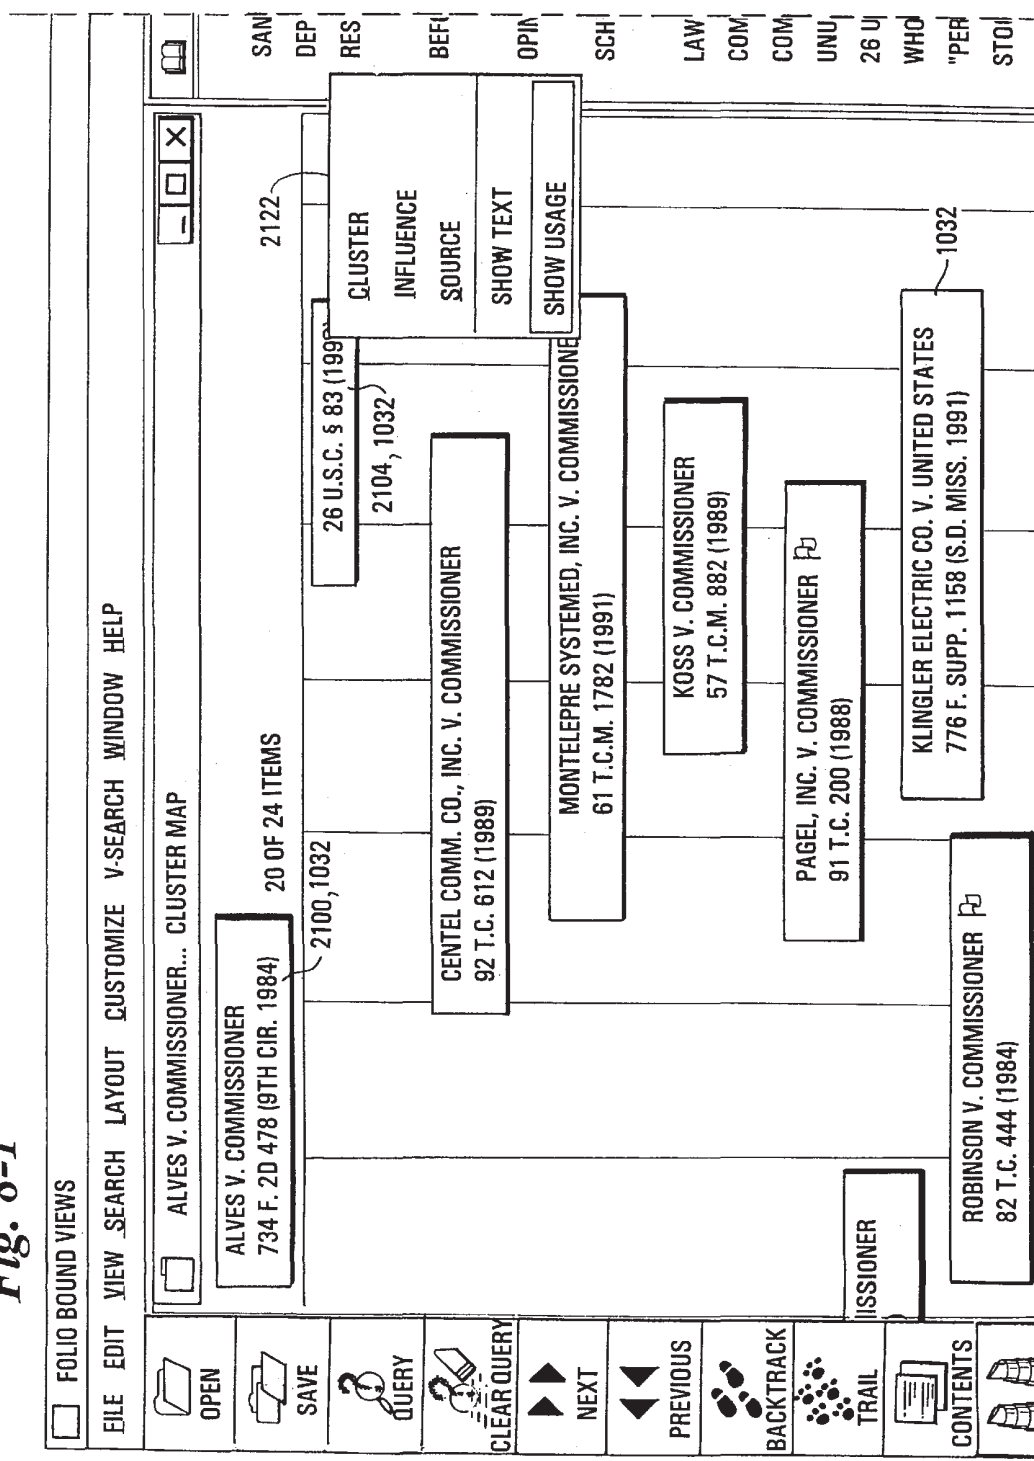 FOLIO BOUND VIEWS
FILE EDIT VIEW SEARCH LAYOUT CUSTOMIZE V-SEARCH WINDOW HELP
OPEN
SAVE
QUERY
CLEAR QUERY
NEXT
PREVIOUS
BACKTRACK
TRAIL
CONTENTS
ALVES V. COMMISSIONER... CLUSTER MAP
ALVES V. COMMISSIONER
734 F. 2D 478 (9TH CIR. 1984)
20 OF 24 ITEMS
2100,1032
26 U.S.C. § 83 (199
2104, 1032
2122
CLUSTER
INFLUENCE
SOURCE
SHOW TEXT
SHOW USAGE
CENTEL COMM. CO., INC. V. COMMISSIONER
92 T.C. 612 (1989)
MONTELEPRE SYSTEMED, INC. V. COMMISSIONE
61 T.C.M. 1782 (1991)
KOSS V. COMMISSIONER
57 T.C.M. 882 (1989)
PAGEL, INC. V. COMMISSIONER
91 T.C. 200 (1988)
ISSIONER
KLINGLER ELECTRIC CO. V. UNITED STATES
776 F. SUPP. 1158 (S.D. MISS. 1991)
1032
ROBINSON V. COMMISSIONER
82 T.C. 444 (1984)
SAN
DEP
RES
BEF
OPIN
SCH
LAW
COM
COM
UNU
26 U
WHO
"PER
STO